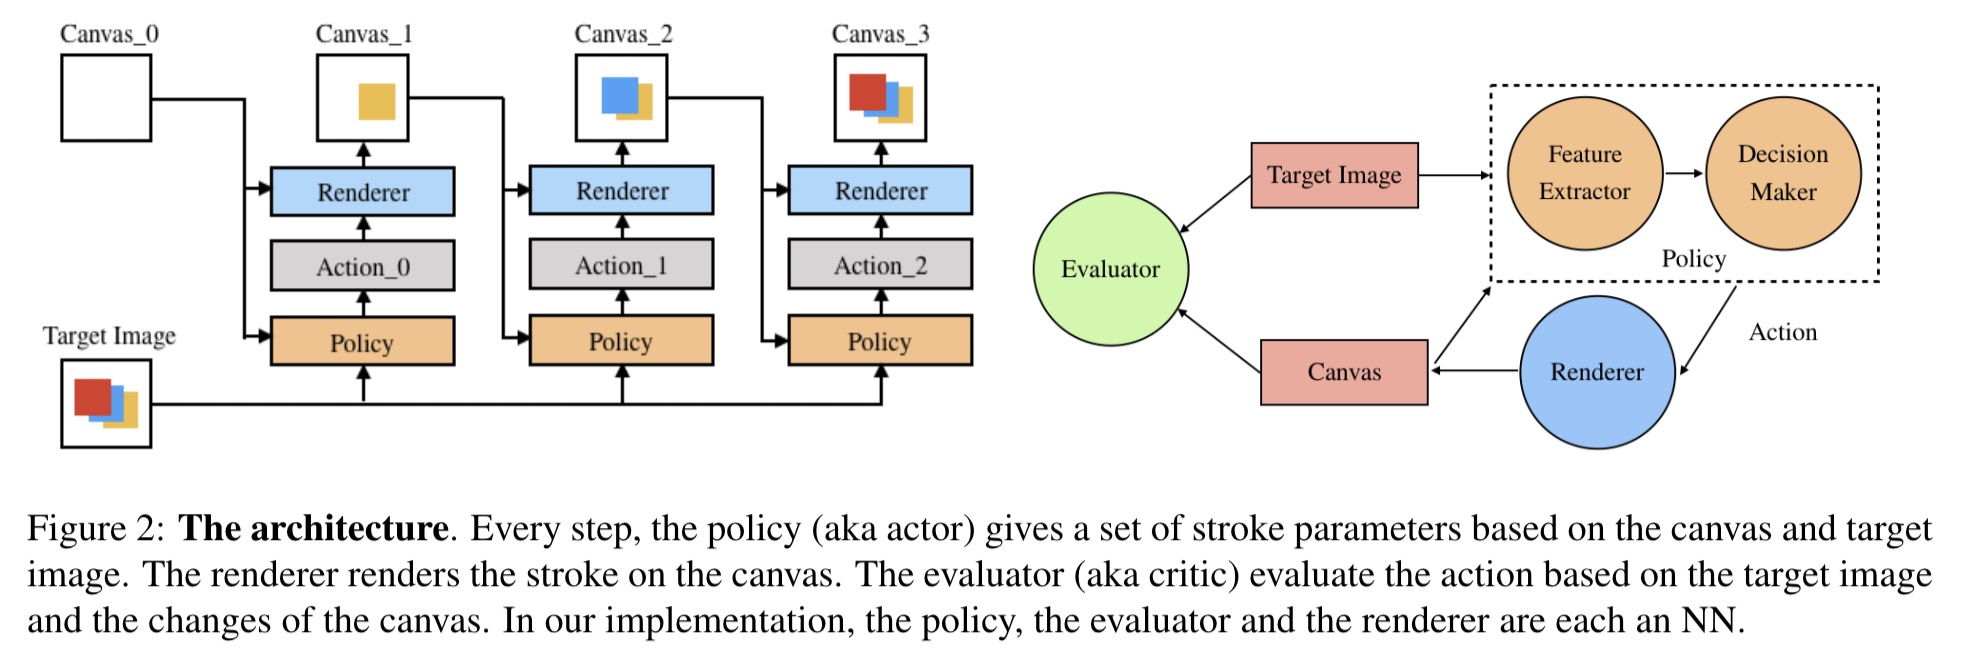 Canvas_0
Canvas_1
Canvas_2
Canvas_3
Renderer
Renderer
Renderer
Action_0
Action_1
Action_2
Target Image
Policy
Policy
Policy
Target Image
Feature
Extractor
Decision
Maker
Policy
Evaluator
Action
Canvas
Renderer
Figure 2: The architecture. Every step, the policy (aka actor) gives a set of stroke parameters based on the canvas and target
image. The renderer renders the stroke on the canvas. The evaluator (aka critic) evaluate the action based on the target image
and the changes of the canvas. In our implementation, the policy, the evaluator and the renderer are each an NN.